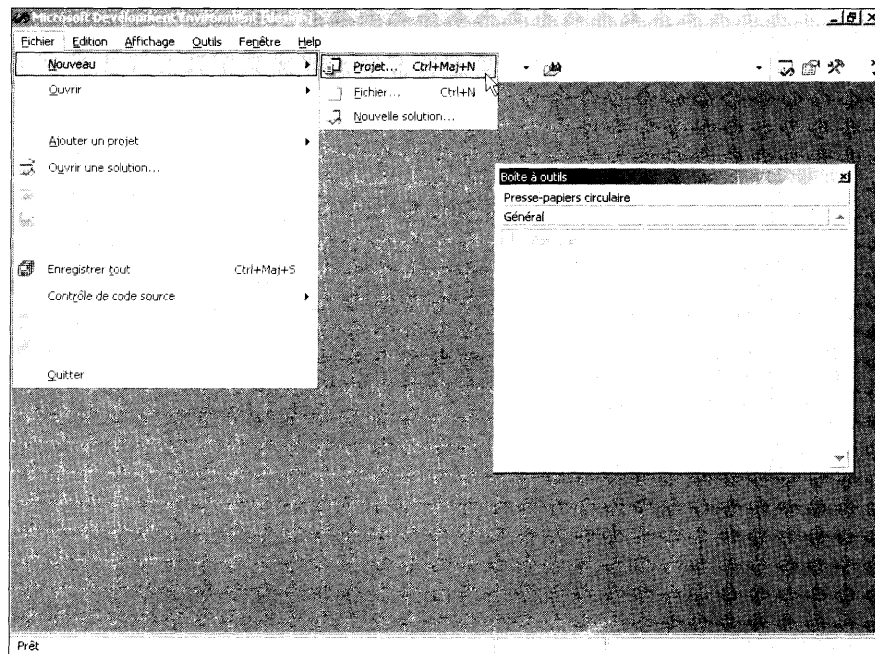 Microsoft Development Environment
Fichier Edition Affichage Outils Fenêtre Help
Nouveau
Projet... Ctrl+Maj+N
Ouvrir
Fichier... Ctrl+N
Nouvelle solution...
Ajouter un projet
Ouvrir une solution...
Boîte à outils
Presse-papiers circulaire
Général
Enregistrer tout Ctrl+Maj+S
Contrôle de code source
Quitter
Prêt